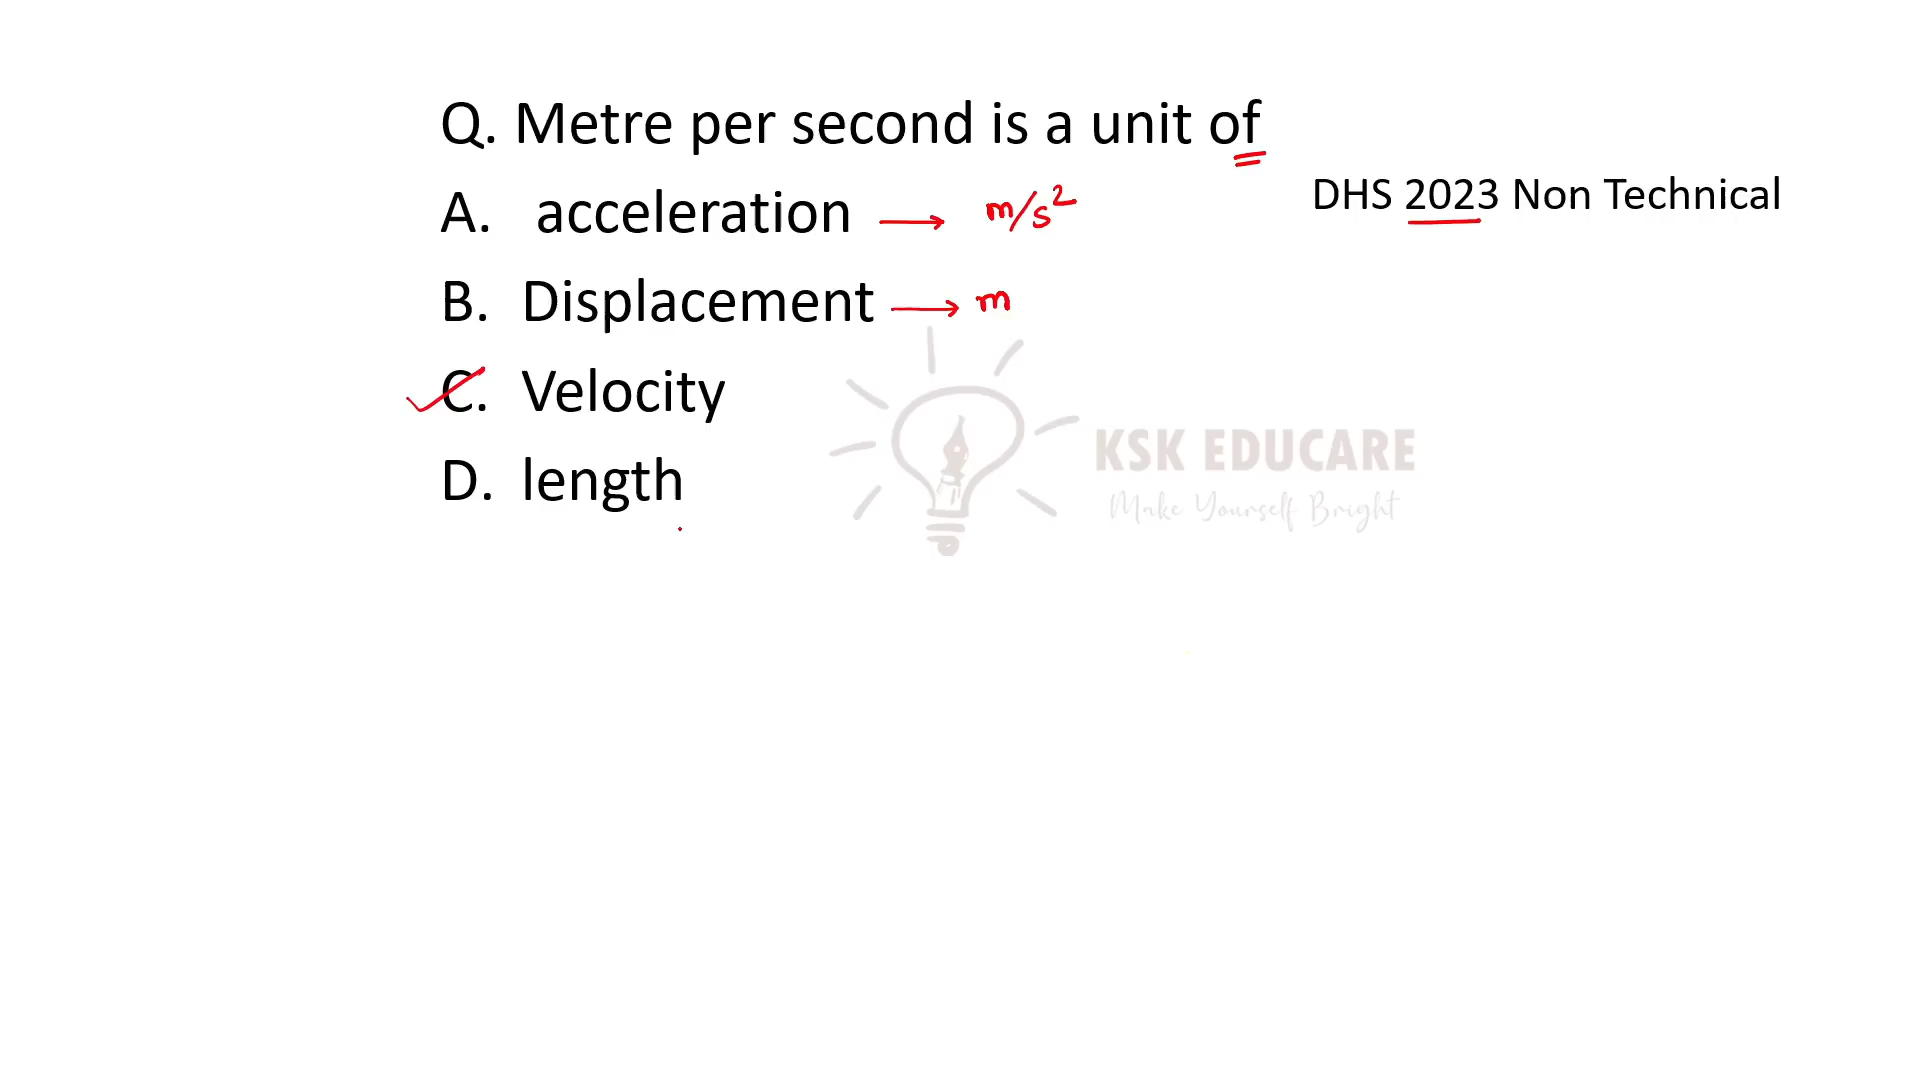 Q. Metre per second is a unit of
DHS 2023 Non Technical
A. acceleration → m/s²
B. Displacement → m
C. Velocity
D. length
KSK EDUCARE
Make Yourself Bright